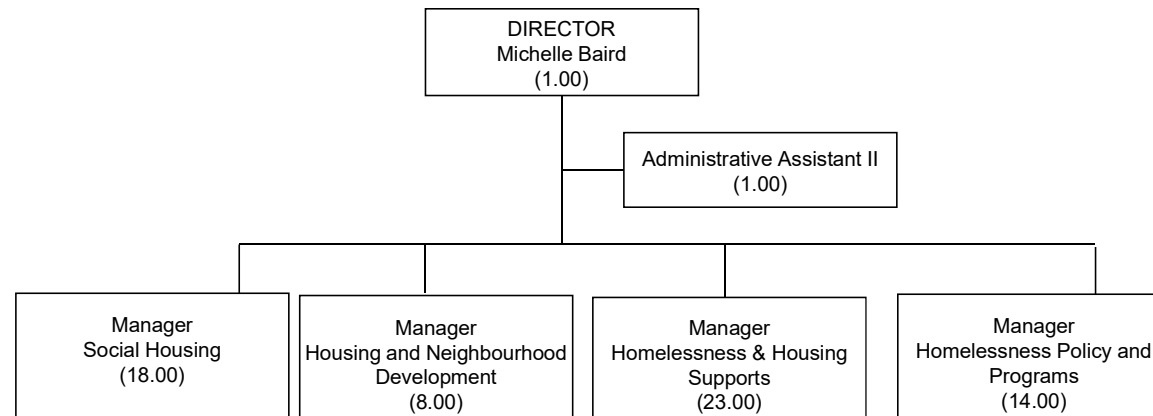 DIRECTOR
Michelle Baird
(1.00)
Administrative Assistant II
(1.00)
Manager
Social Housing
(18.00)
Manager
Housing and Neighbourhood
Development
(8.00)
Manager
Homelessness & Housing
Supports
(23.00)
Manager
Homelessness Policy and
Programs
(14.00)